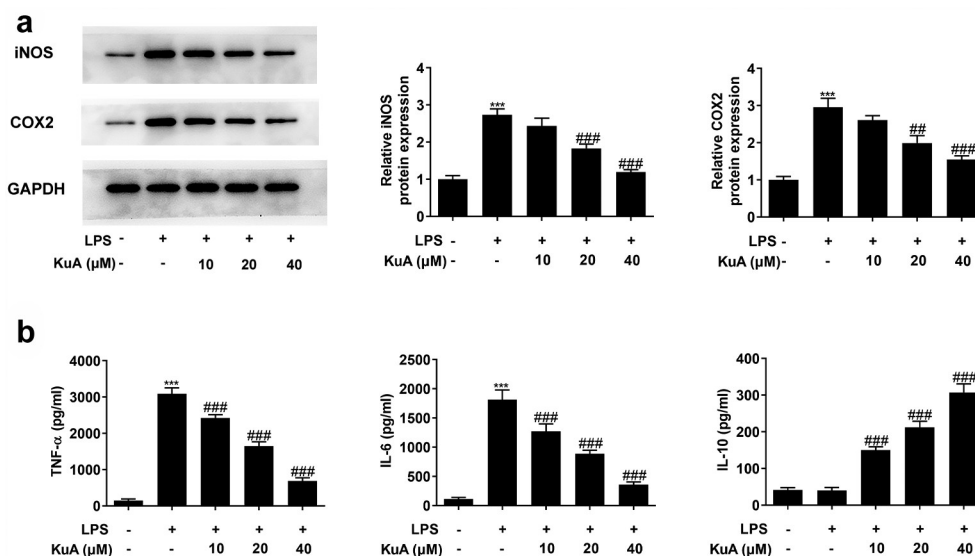 a
iNOS
COX2
GAPDH
LPS - + + + +
KuA (μM) - - 10 20 40
Relative iNOS
protein expression
4
3
2
1
0
***
###
###
LPS - + + + +
KuA (μM) - - 10 20 40
Relative COX2
protein expression
4
3
2
1
0
***
##
###
LPS - + + + +
KuA (μM) - - 10 20 40
b
TNF-α (pg/ml)
4000
3000
2000
1000
0
***
###
###
###
LPS - + + + +
KuA (μM) - - 10 20 40
IL-6 (pg/ml)
2500
2000
1500
1000
500
0
***
###
###
###
LPS - + + + +
KuA (μM) - - 10 20 40
IL-10 (pg/ml)
400
300
200
100
0
###
###
###
LPS - + + + +
KuA (μM) - - 10 20 40